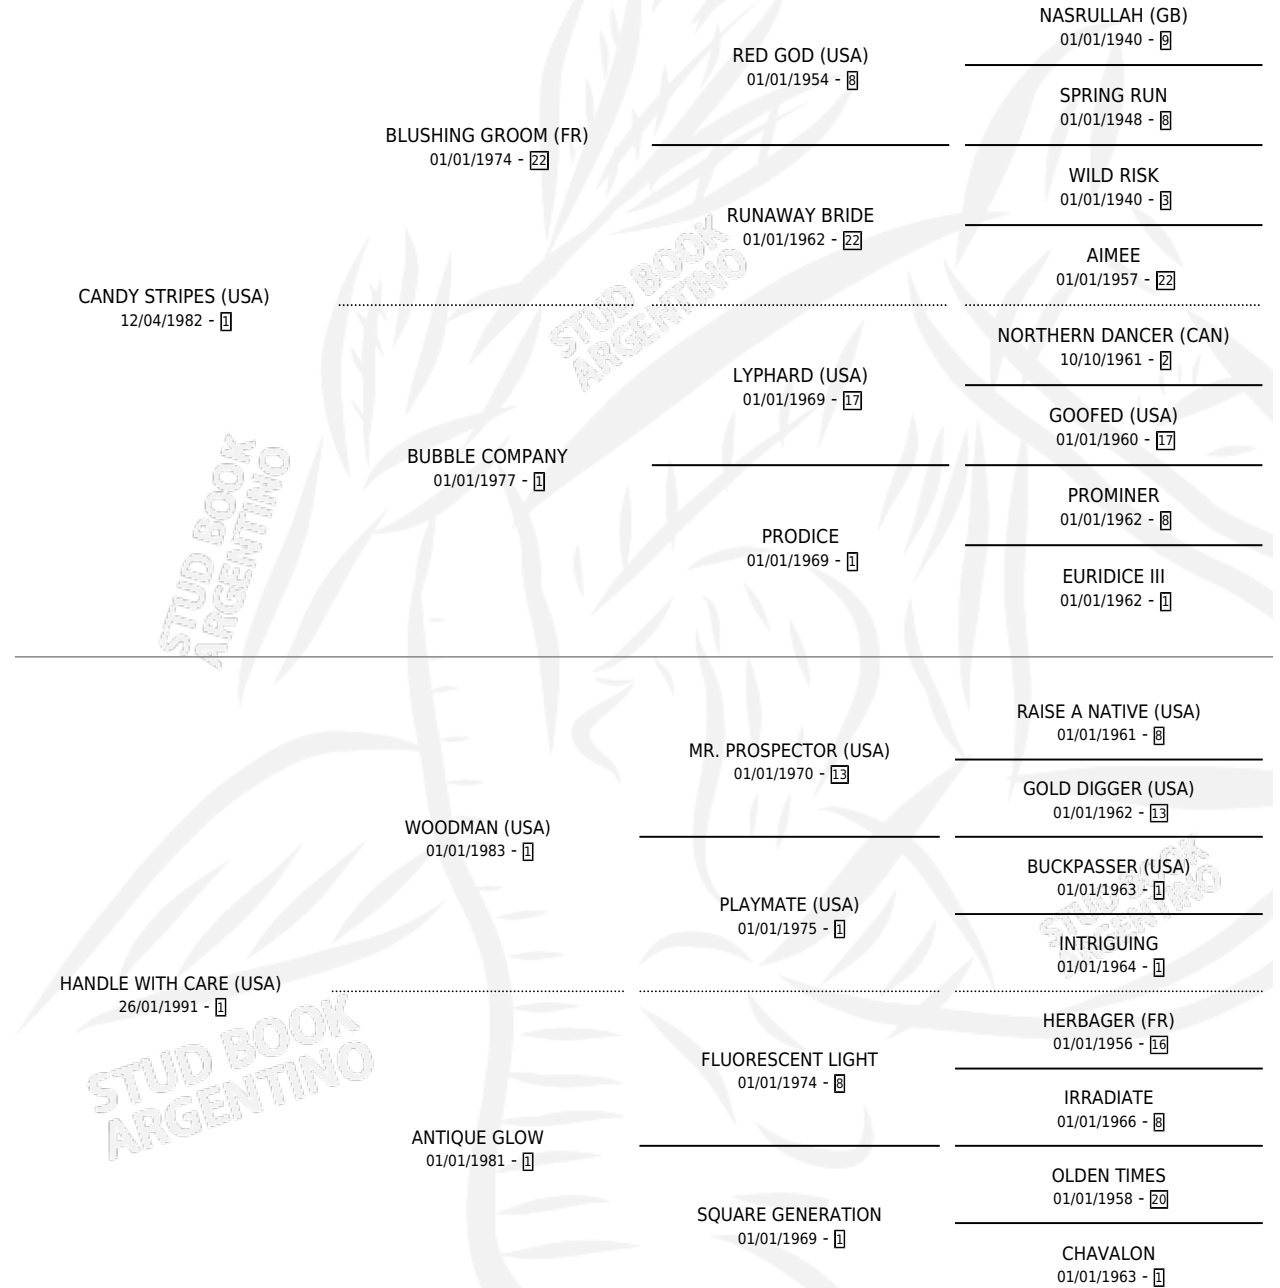 NASRULLAH (GB)
01/01/1940 - 9
RED GOD (USA)
01/01/1954 - 8
SPRING RUN
01/01/1948 - 8
BLUSHING GROOM (FR)
01/01/1974 - 22
WILD RISK
01/01/1940 - 3
RUNAWAY BRIDE
01/01/1962 - 22
AIMEE
01/01/1957 - 22
CANDY STRIPES (USA)
12/04/1982 - 1
NORTHERN DANCER (CAN)
10/10/1961 - 2
LYPHARD (USA)
01/01/1969 - 17
GOOFED (USA)
01/01/1960 - 17
BUBBLE COMPANY
01/01/1977 - 1
PROMINER
01/01/1962 - 8
PRODICE
01/01/1969 - 1
EURIDICE III
01/01/1962 - 1
RAISE A NATIVE (USA)
01/01/1961 - 8
MR. PROSPECTOR (USA)
01/01/1970 - 13
GOLD DIGGER (USA)
01/01/1962 - 13
WOODMAN (USA)
01/01/1983 - 1
BUCKPASSER (USA)
01/01/1963 - 1
PLAYMATE (USA)
01/01/1975 - 1
INTRIGUING
01/01/1964 - 1
HANDLE WITH CARE (USA)
26/01/1991 - 1
HERBAGER (FR)
01/01/1956 - 16
FLUORESCENT LIGHT
01/01/1974 - 8
IRRADIATE
01/01/1966 - 8
ANTIQUE GLOW
01/01/1981 - 1
OLDEN TIMES
01/01/1958 - 20
SQUARE GENERATION
01/01/1969 - 1
CHAVALON
01/01/1963 - 1
STUD BOOK
ARGENTINO
STUD BOOK
ARGENTINO
STUD BOOK
ARGENTINO
STUD BOOK
ARGENTINO